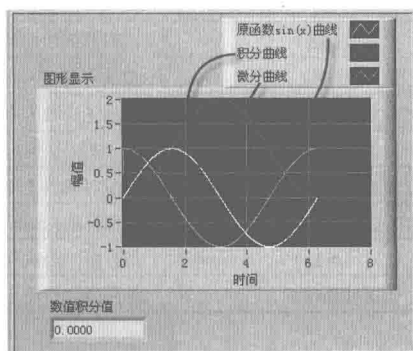 原函数sin(x)曲线
积分曲线
微分曲线
图形显示
幅值
2
1.5
1
0.5
0
-0.5
-1
0
2
4
6
8
时间
数值积分值
0.0000